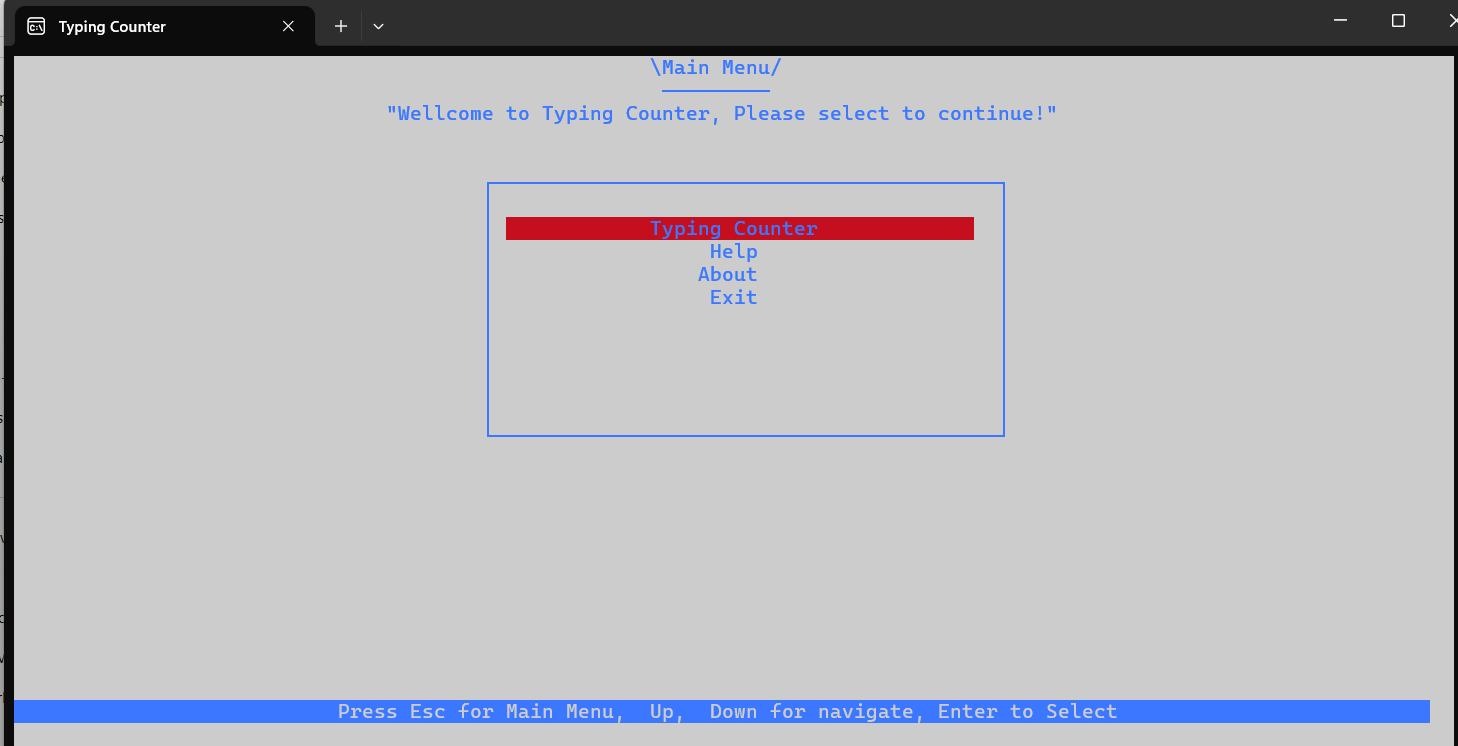 Typing Counter
\Main Menu/
"Wellcome to Typing Counter, Please select to continue!"
Typing Counter
Help
About
Exit
Press Esc for Main Menu,  Up,  Down for navigate, Enter to Select